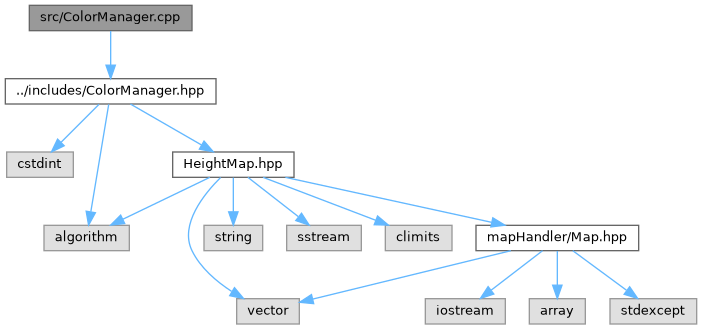 src/ColorManager.cpp
../includes/ColorManager.hpp
cstdint
HeightMap.hpp
algorithm
string
sstream
climits
mapHandler/Map.hpp
vector
iostream
array
stdexcept